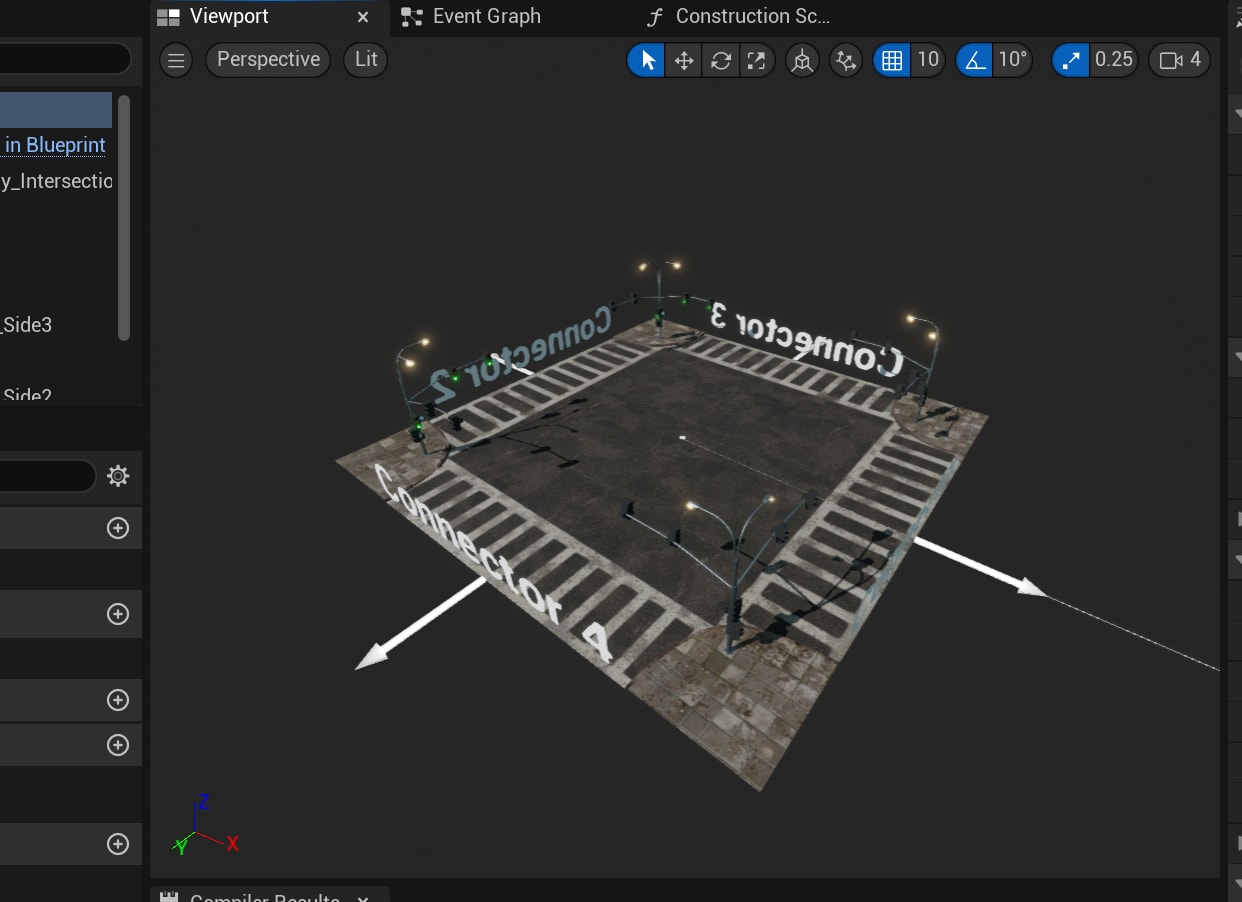 Viewport
Event Graph
Construction Sc...
Perspective
Lit
10
10°
0.25
4
in Blueprint
y_Intersectio
_Side3
_Side2
Connector 2
Connector 3
Connector 4
Z
Y
X
Compiler Results